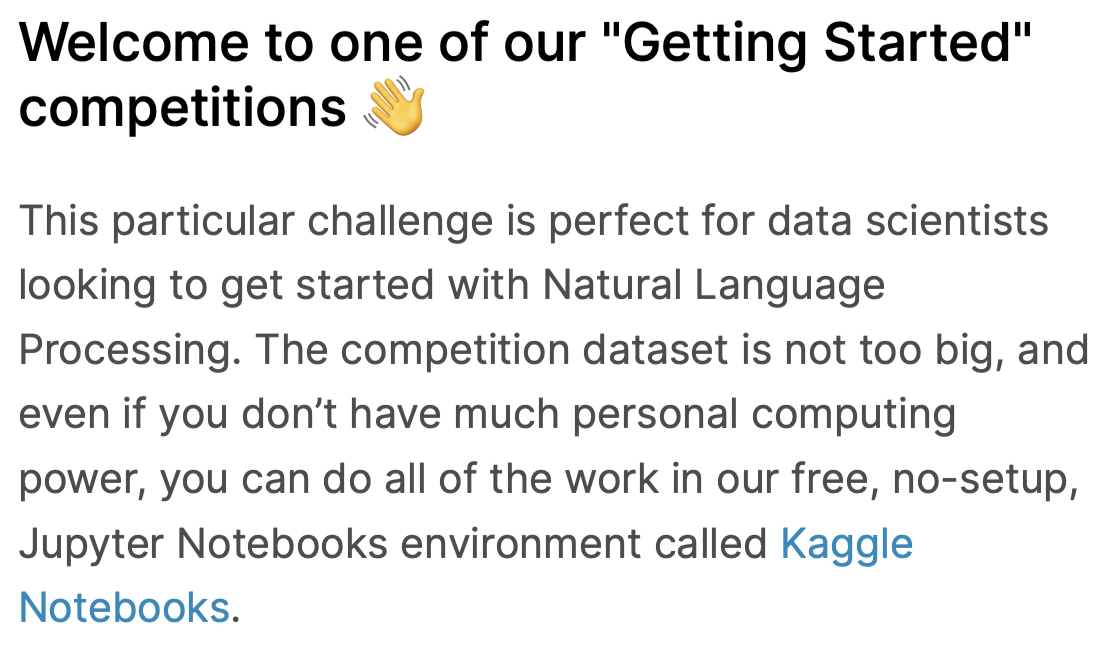 Welcome to one of our "Getting Started"
competitions 👋
This particular challenge is perfect for data scientists
looking to get started with Natural Language
Processing. The competition dataset is not too big, and
even if you don’t have much personal computing
power, you can do all of the work in our free, no-setup,
Jupyter Notebooks environment called Kaggle
Notebooks.